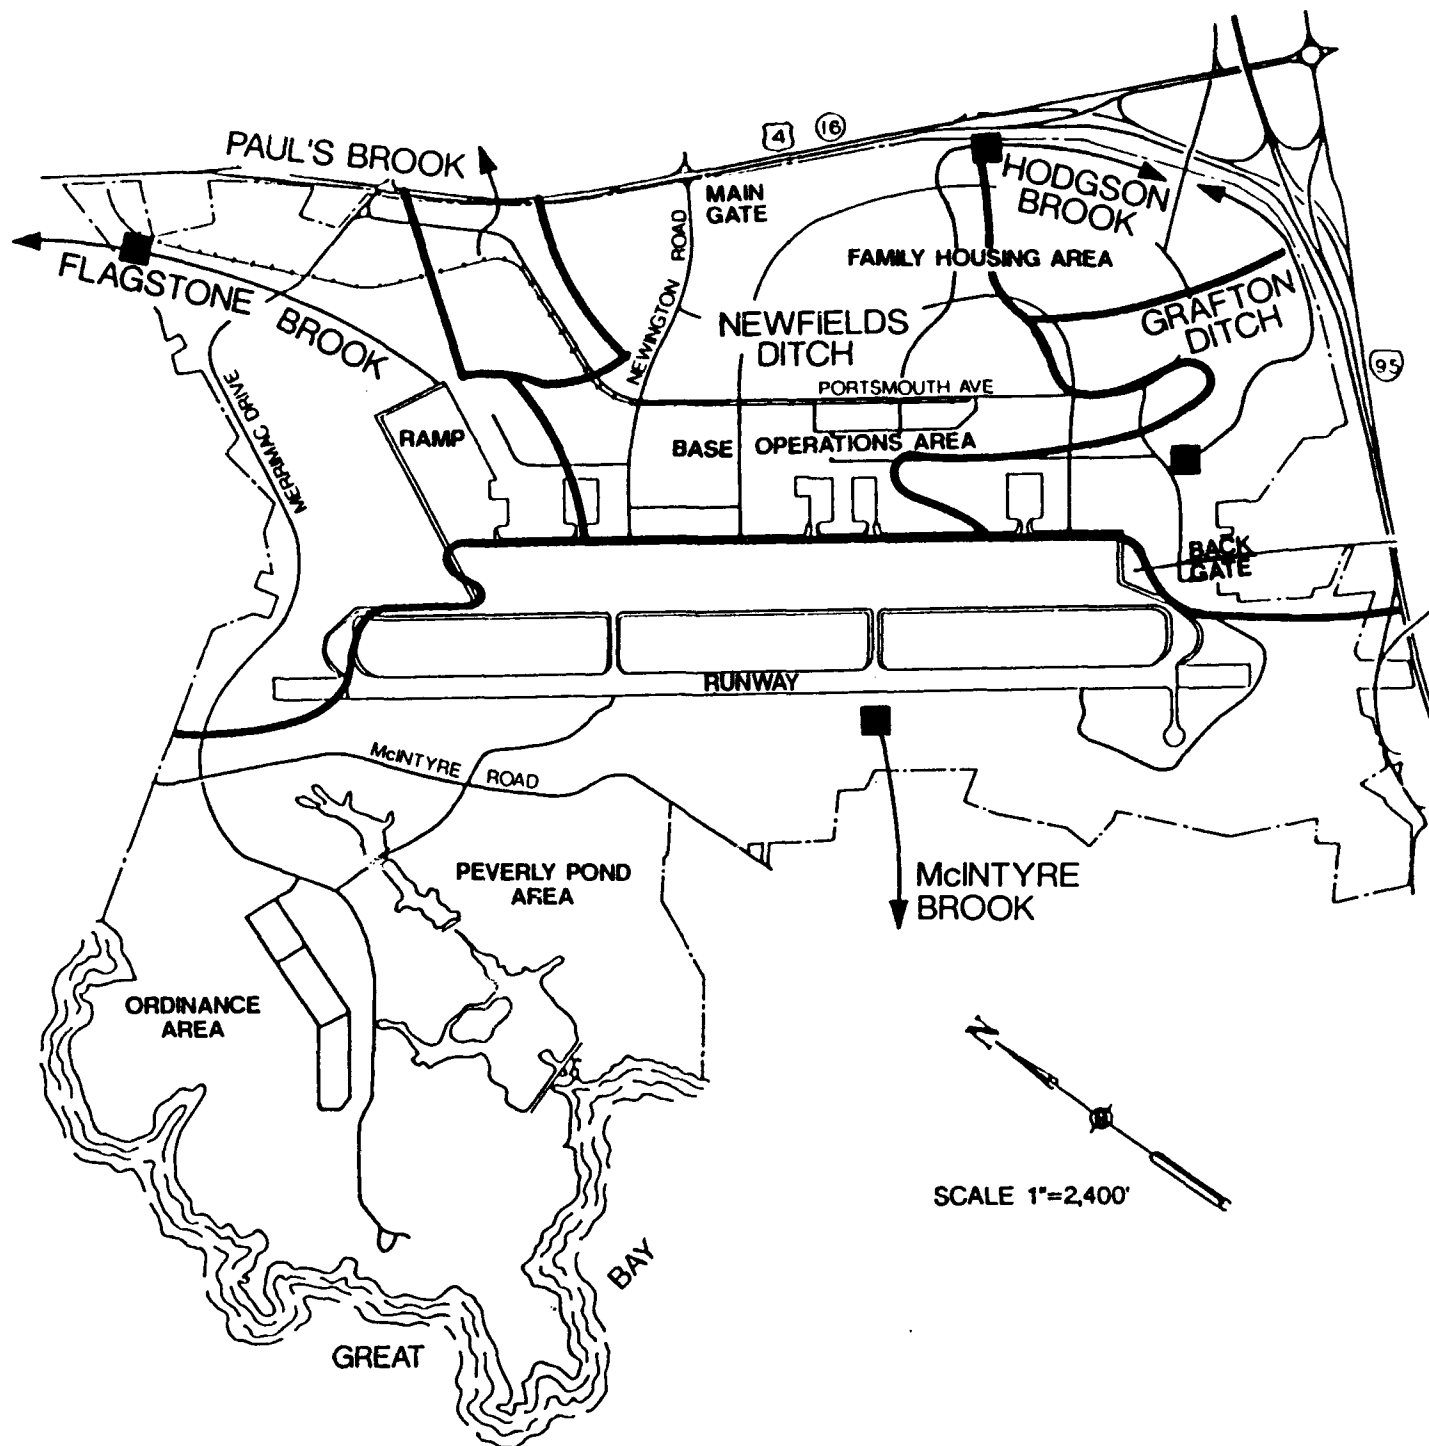 4
16
PAUL'S BROOK
MAIN
GATE
HODGSON
BROOK
FLAGSTONE BROOK
NEWINGTON ROAD
FAMILY HOUSING AREA
NEWFIELDS
DITCH
GRAFTON
DITCH
95
MERRIMAC DRIVE
PORTSMOUTH AVE
RAMP
BASE OPERATIONS AREA
BACK
GATE
RUNWAY
McINTYRE ROAD
PEVERLY POND
AREA
McINTYRE
BROOK
ORDINANCE
AREA
N
SCALE 1"=2,400'
GREAT BAY